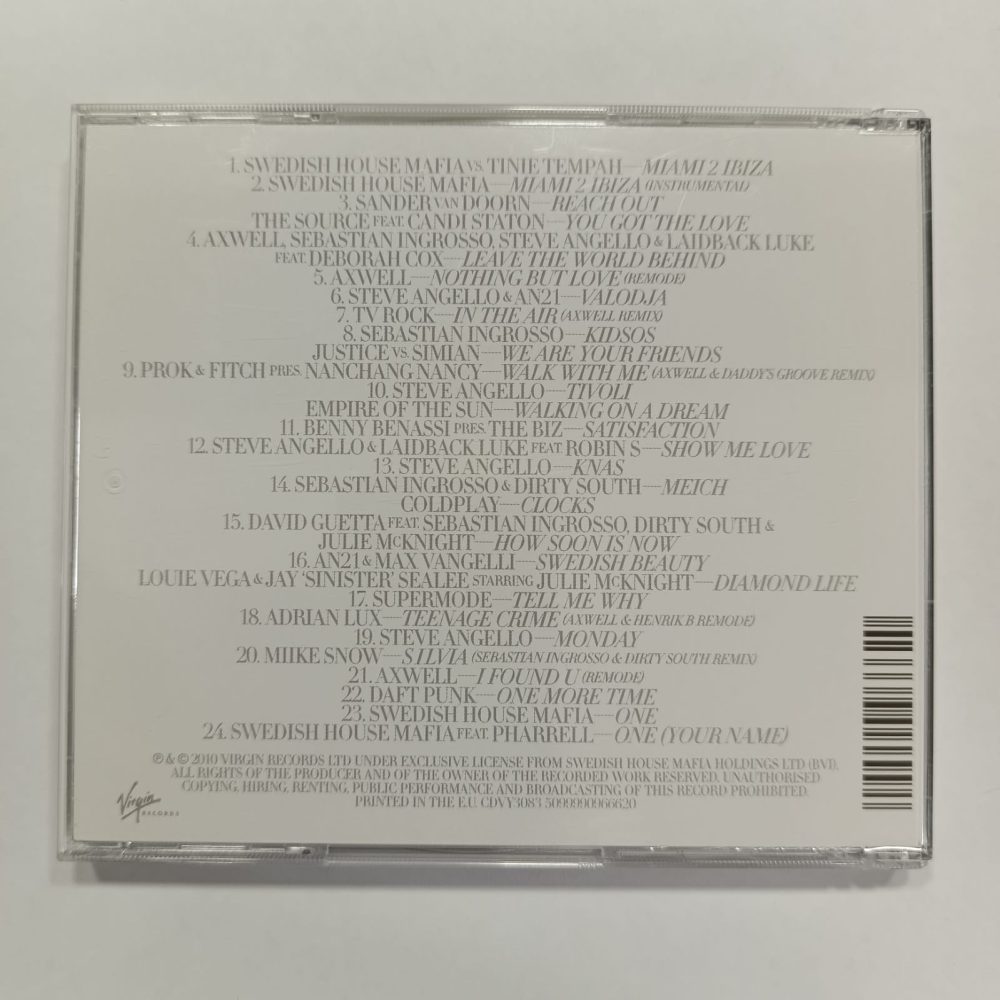 1. SWEDISH HOUSE MAFIA VS. TINIE TEMPAH—MIAMI 2 IBIZA
2. SWEDISH HOUSE MAFIA—MIAMI 2 IBIZA (INSTRUMENTAL)
3. SANDER VAN DOORN—REACH OUT
THE SOURCE FEAT. CANDI STATON—YOU GOT THE LOVE
4. AXWELL, SEBASTIAN INGROSSO, STEVE ANGELLO & LAIDBACK LUKE
FEAT. DEBORAH COX—LEAVE THE WORLD BEHIND
5. AXWELL—NOTHING BUT LOVE (REMODE)
6. STEVE ANGELLO & AN21—VALODJA
7. TV ROCK—IN THE AIR (AXWELL REMIX)
8. SEBASTIAN INGROSSO—KIDSOS
JUSTICE VS. SIMIAN—WE ARE YOUR FRIENDS
9. PROK & FITCH PRES. NANCHANG NANCY—WALK WITH ME (AXWELL & DADDY'S GROOVE REMIX)
10. STEVE ANGELLO—TIVOLI
EMPIRE OF THE SUN—WALKING ON A DREAM
11. BENNY BENASSI PRES. THE BIZ—SATISFACTION
12. STEVE ANGELLO & LAIDBACK LUKE FEAT. ROBIN S—SHOW ME LOVE
13. STEVE ANGELLO—KNAS
14. SEBASTIAN INGROSSO & DIRTY SOUTH—MEICH
COLDPLAY—CLOCKS
15. DAVID GUETTA FEAT. SEBASTIAN INGROSSO, DIRTY SOUTH &
JULIE MCKNIGHT—HOW SOON IS NOW
16. AN21 & MAX VANGELLI—SWEDISH BEAUTY
LOUIE VEGA & JAY 'SINISTER' SEALEE STARRING JULIE MCKNIGHT—DIAMOND LIFE
17. SUPERMODE—TELL ME WHY
18. ADRIAN LUX—TEENAGE CRIME (AXWELL & HENRIK B REMODE)
19. STEVE ANGELLO—MONDAY
20. MIIKE SNOW—SILVIA (SEBASTIAN INGROSSO & DIRTY SOUTH REMIX)
21. AXWELL—I FOUND U (REMODE)
22. DAFT PUNK—ONE MORE TIME
23. SWEDISH HOUSE MAFIA—ONE
24. SWEDISH HOUSE MAFIA FEAT. PHARRELL—ONE (YOUR NAME)
℗ & © 2010 VIRGIN RECORDS LTD UNDER EXCLUSIVE LICENSE FROM SWEDISH HOUSE MAFIA HOLDINGS LTD (BVI).
ALL RIGHTS OF THE PRODUCER AND OF THE OWNER OF THE RECORDED WORK RESERVED. UNAUTHORISED
COPYING, HIRING, RENTING, PUBLIC PERFORMANCE AND BROADCASTING OF THIS RECORD PROHIBITED.
PRINTED IN THE E.U. CDVY3083 5099990966620
Virgin
RECORDS